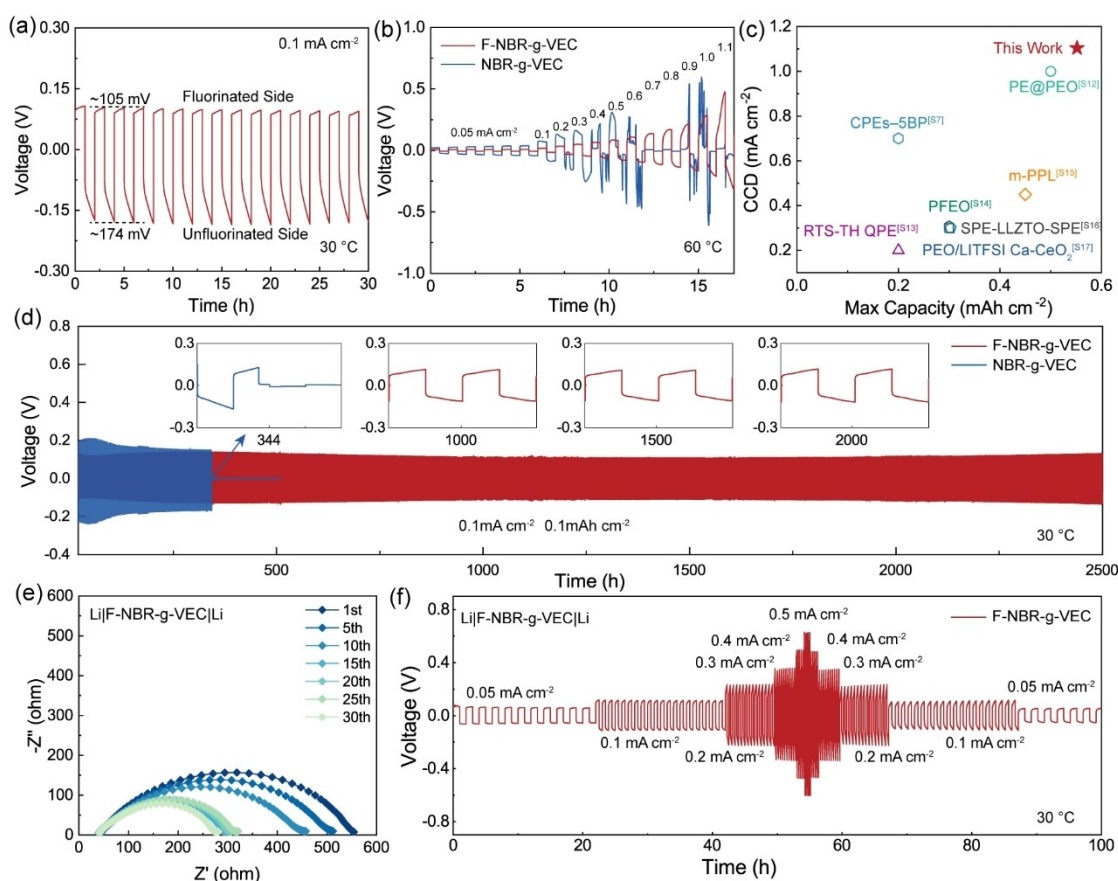 (a)
0.1 mA cm-2
~105 mV
Fluorinated Side
~174 mV
Unfluorinated Side
30 °C
Voltage (V)
0.30
0.15
0.00
-0.15
-0.30
0 5 10 15 20 25 30
Time (h)
(b)
F-NBR-g-VEC
NBR-g-VEC
0.05 mA cm-2
0.1 0.2 0.3 0.4 0.5 0.6 0.7 0.8 0.9 1.0 1.1
60 °C
Voltage (V)
1.0
0.5
0.0
-0.5
-1.0
0 5 10 15
Time (h)
(c)
This Work
PE@PEO[S12]
CPEs–5BP[S7]
m-PPL[S15]
PFEO[S14]
SPE-LLZTO-SPE[S16]
RTS-TH QPE[S13]
PEO/LITFSI Ca-CeO2[S17]
CCD (mA cm-2)
1.0
0.8
0.6
0.4
0.2
0.0 0.2 0.4 0.6
Max Capacity (mAh cm-2)
(d)
F-NBR-g-VEC
NBR-g-VEC
0.3
0.0
-0.3
344
0.3
0.0
-0.3
1000
0.3
0.0
-0.3
1500
0.3
0.0
-0.3
2000
0.1mA cm-2 0.1mAh cm-2
30 °C
Voltage (V)
0.8
0.6
0.4
0.2
0.0
-0.2
-0.4
500 1000 1500 2000 2500
Time (h)
(e)
Li|F-NBR-g-VEC|Li
1st
5th
10th
15th
20th
25th
30th
-Z" (ohm)
600
500
400
300
200
100
0
0 100 200 300 400 500 600
Z' (ohm)
(f)
Li|F-NBR-g-VEC|Li
F-NBR-g-VEC
0.5 mA cm-2
0.4 mA cm-2 0.4 mA cm-2
0.3 mA cm-2 0.3 mA cm-2
0.05 mA cm-2 0.05 mA cm-2
0.1 mA cm-2 0.1 mA cm-2
0.2 mA cm-2 0.2 mA cm-2
30 °C
Voltage (V)
0.8
0.4
0.0
-0.4
-0.8
0 20 40 60 80 100
Time (h)